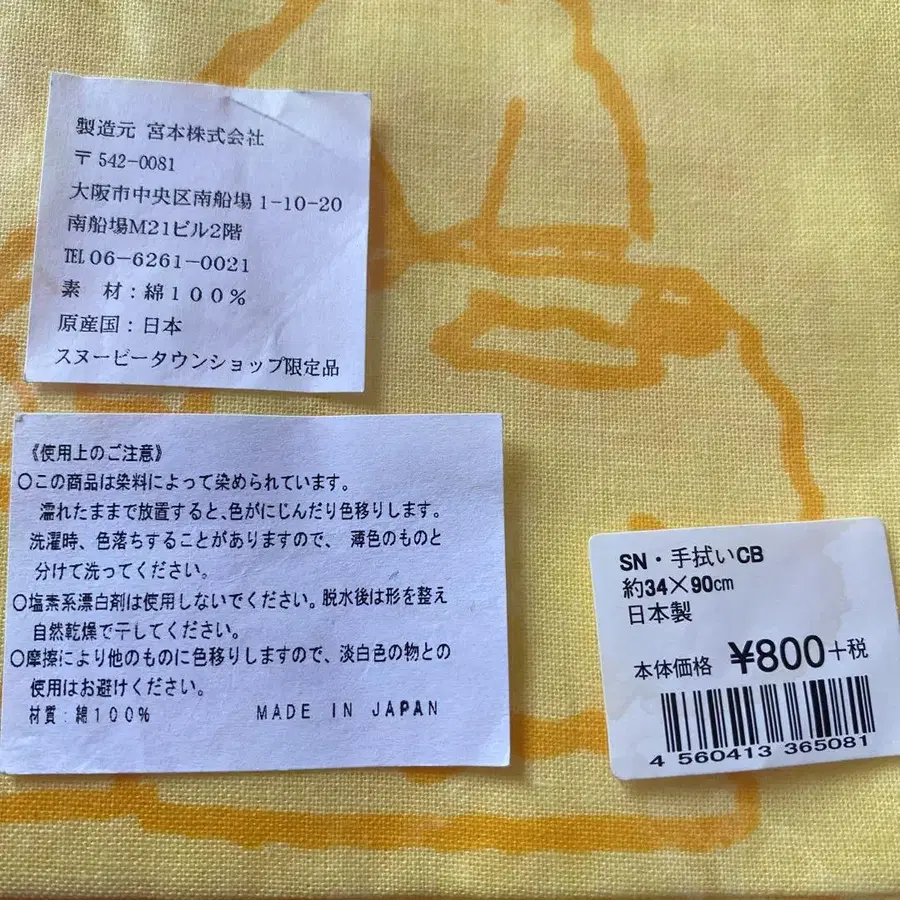 製造元 宮本株式会社
〒542-0081
大阪市中央区南船場1-10-20
南船場M21ビル2階
℡06-6261-0021
素　材：綿１００％
原産国：日本
スヌーピータウンショップ限定品
《使用上のご注意》
○この商品は染料によって染められています。
濡れたままで放置すると、色がにじんだり色移りします。
洗濯時、色落ちすることがありますので、薄色のものと
分けて洗ってください。
○塩素系漂白剤は使用しないでください。脱水後は形を整え
自然乾燥で干してください。
○摩擦により他のものに色移りしますので、淡白色の物との
使用はお避けください。
材質：綿１００％　MADE IN JAPAN
SN・手拭いCB
約34×90㎝
日本製
本体価格 ¥800+税
4 560413 365081